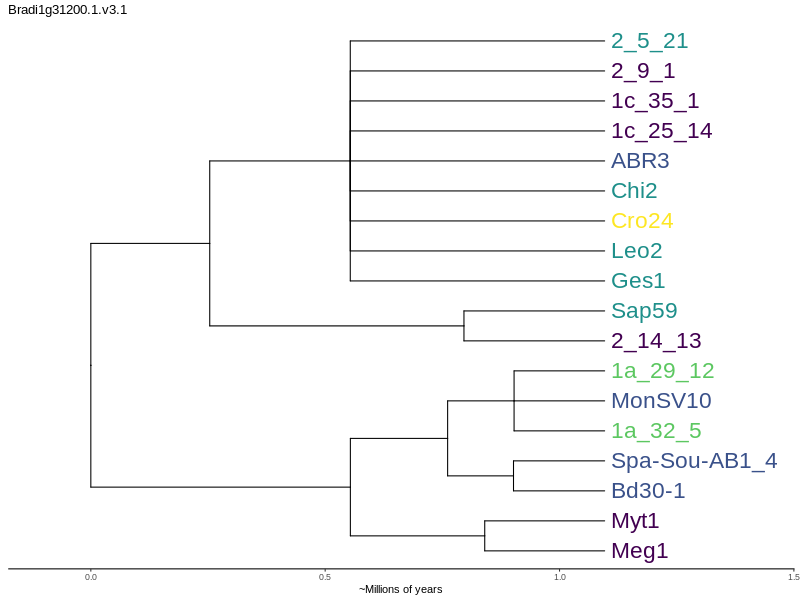 Bradi1g31200.1.v3.1
2_5_21
2_9_1
1c_35_1
1c_25_14
ABR3
Chi2
Cro24
Leo2
Ges1
Sap59
2_14_13
1a_29_12
MonSV10
1a_32_5
Spa-Sou-AB1_4
Bd30-1
Myt1
Meg1
0.0 0.5 1.0 1.5
~Millions of years